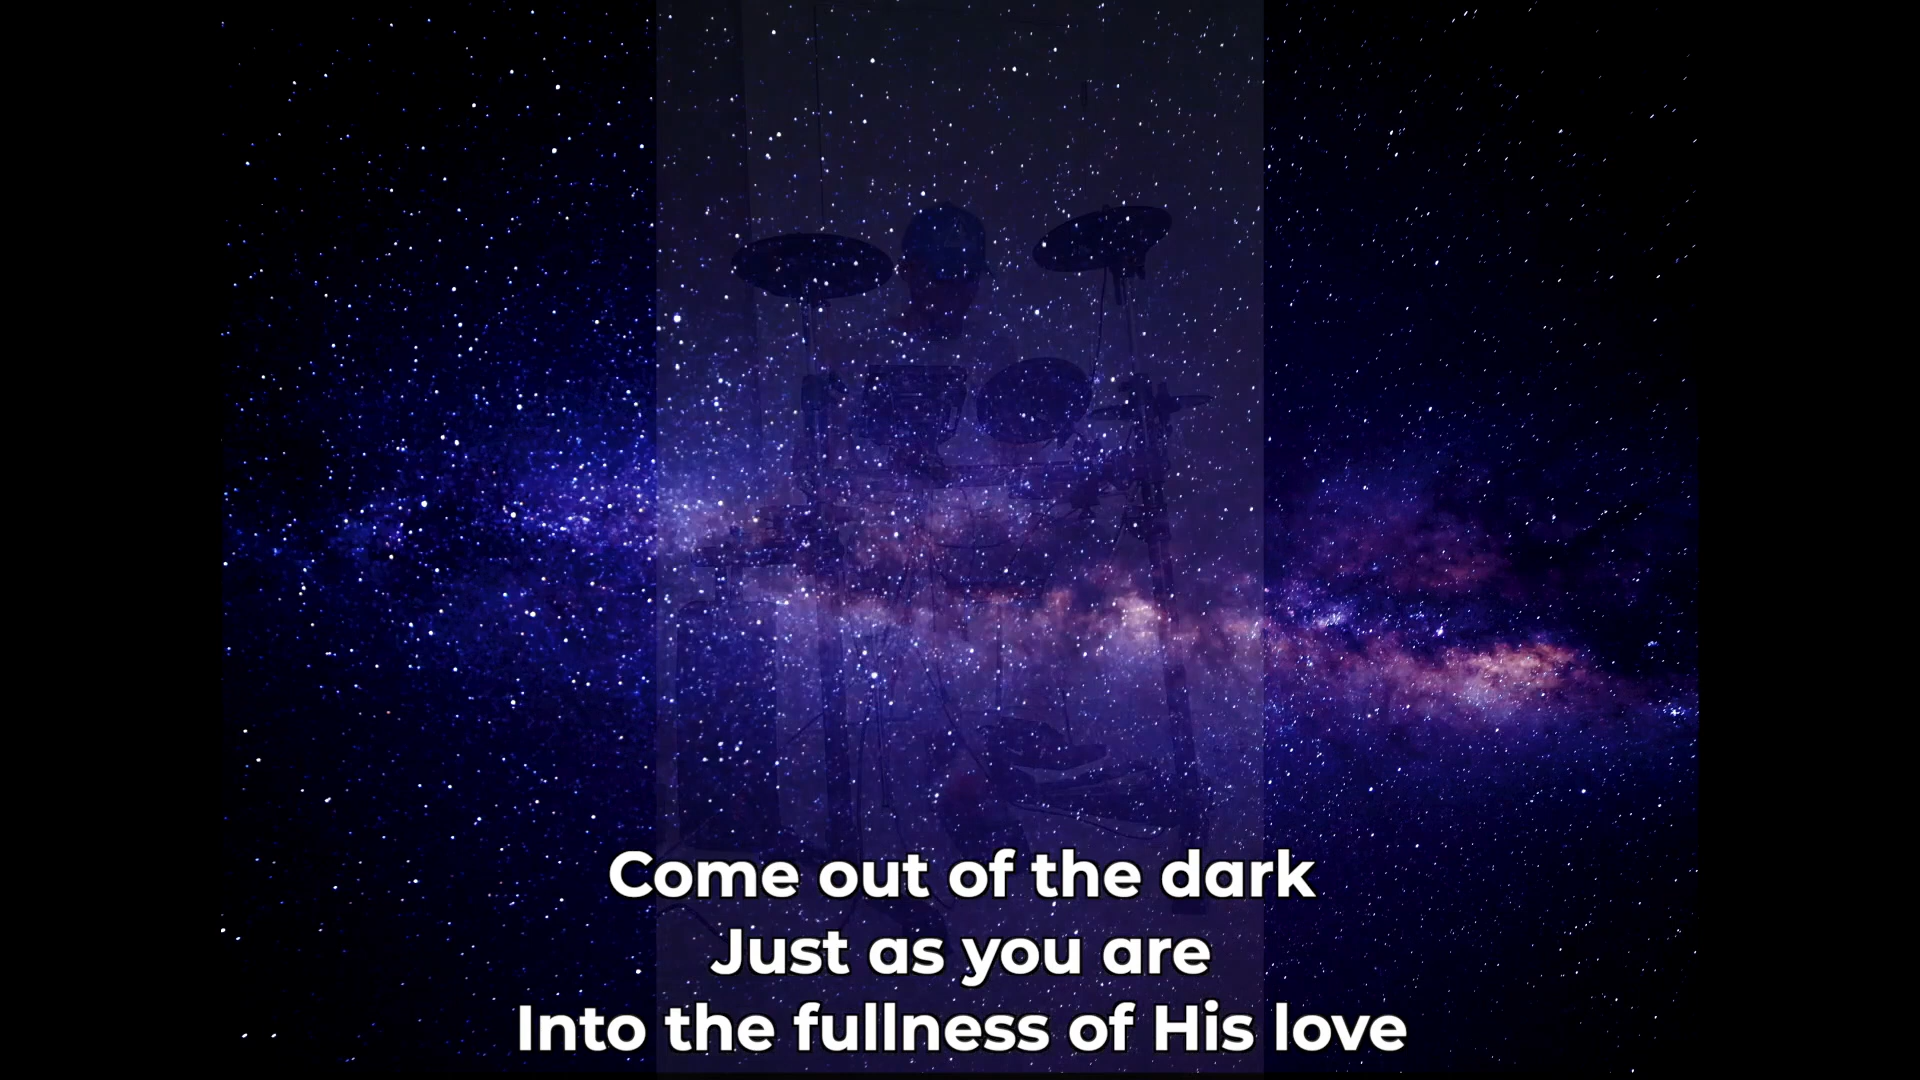 Come out of the dark
Just as you are
Into the fullness of His love